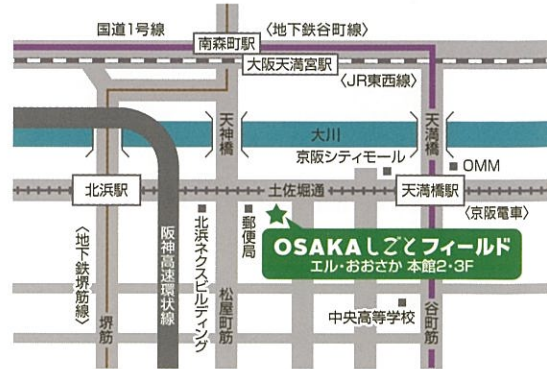 国道1号線
〈地下鉄谷町線〉
南森町駅
大阪天満宮駅
〈JR東西線〉
天神橋
大川
天満橋
京阪シティモール
OMM
北浜駅
土佐堀通
天満橋駅
〈京阪電車〉
〈地下鉄堺筋線〉
阪神高速環状線
北浜ネクスビルディング
郵便局
OSAKAしごとフィールド
エル・おおさか 本館2・3F
堺筋
松屋町筋
中央高等学校
谷町筋